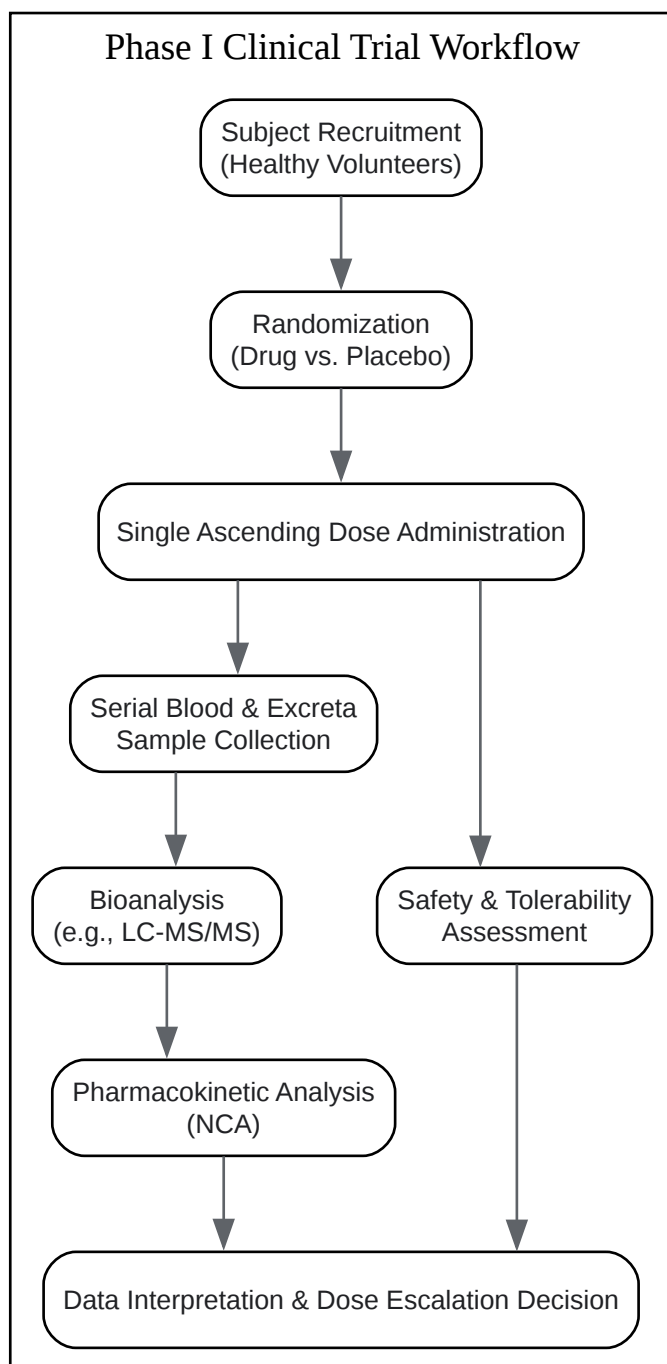 Phase I Clinical Trial Workflow
Subject Recruitment
(Healthy Volunteers)
Randomization
(Drug vs. Placebo)
Single Ascending Dose Administration
Serial Blood & Excreta
Sample Collection
Bioanalysis
(e.g., LC-MS/MS)
Safety & Tolerability
Assessment
Pharmacokinetic Analysis
(NCA)
Data Interpretation & Dose Escalation Decision